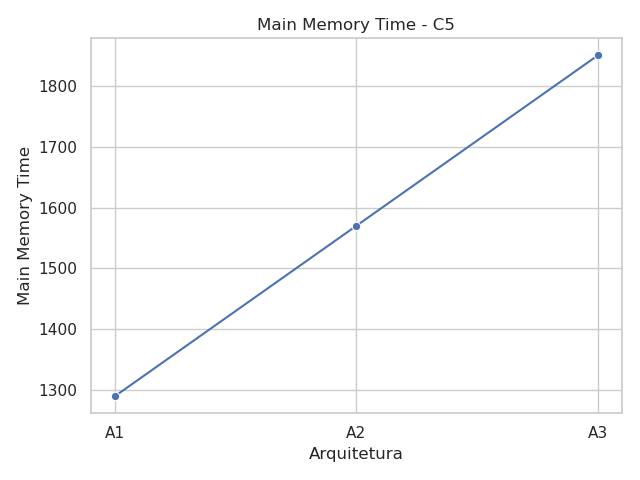 Main Memory Time - C5
Main Memory Time
1800
1700
1600
1500
1400
1300
A1
A2
A3
Arquitetura